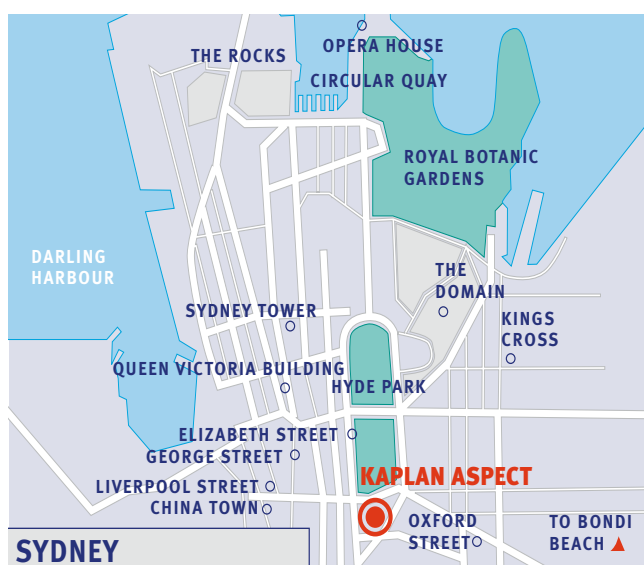 OPERA HOUSE
THE ROCKS
CIRCULAR QUAY
ROYAL BOTANIC
GARDENS
DARLING
HARBOUR
THE
DOMAIN
SYDNEY TOWER
KINGS
CROSS
QUEEN VICTORIA BUILDING
HYDE PARK
ELIZABETH STREET
GEORGE STREET
KAPLAN ASPECT
LIVERPOOL STREET
CHINA TOWN
OXFORD
STREET
TO BONDI
BEACH
SYDNEY